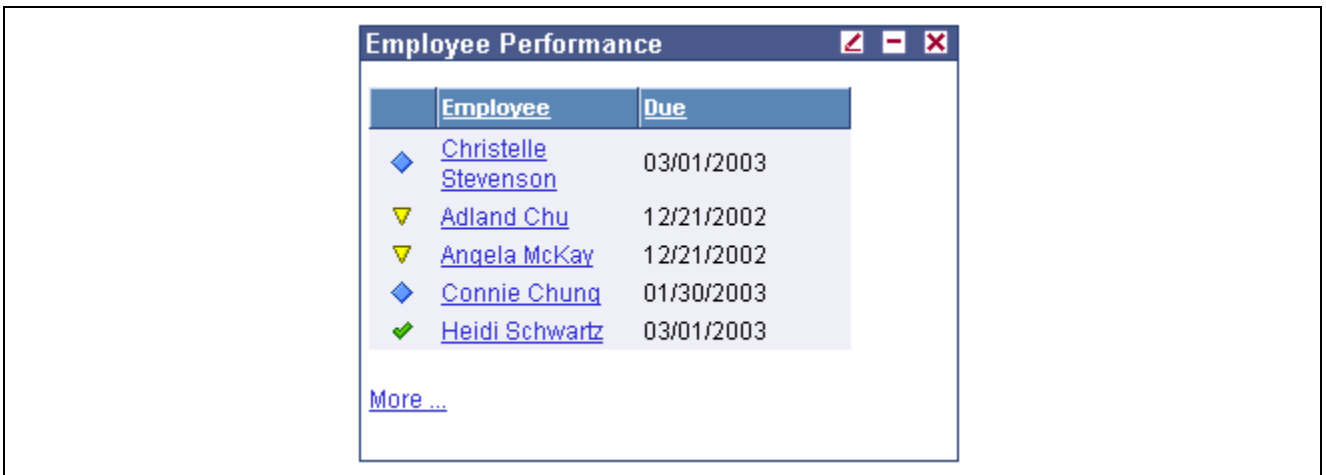 Employee Performance
Employee Due
Christelle
Stevenson 03/01/2003
Adland Chu 12/21/2002
Angela McKay 12/21/2002
Connie Chung 01/30/2003
Heidi Schwartz 03/01/2003
More ...